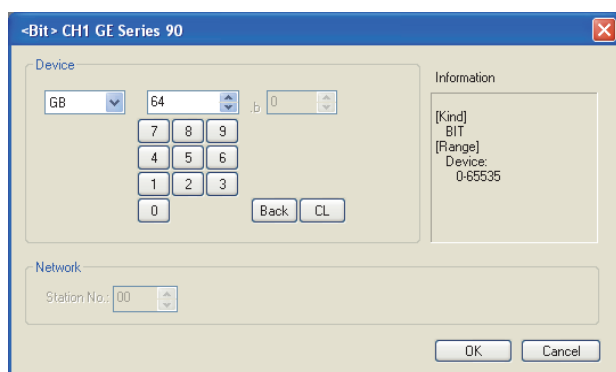 <Bit> CH1 GE Series 90
Device
GB
64
.b
0
7 8 9
4 5 6
1 2 3
0
Back
CL
Information
[Kind]
BIT
[Range]
Device:
0-65535
Network
Station No.:
00
OK
Cancel